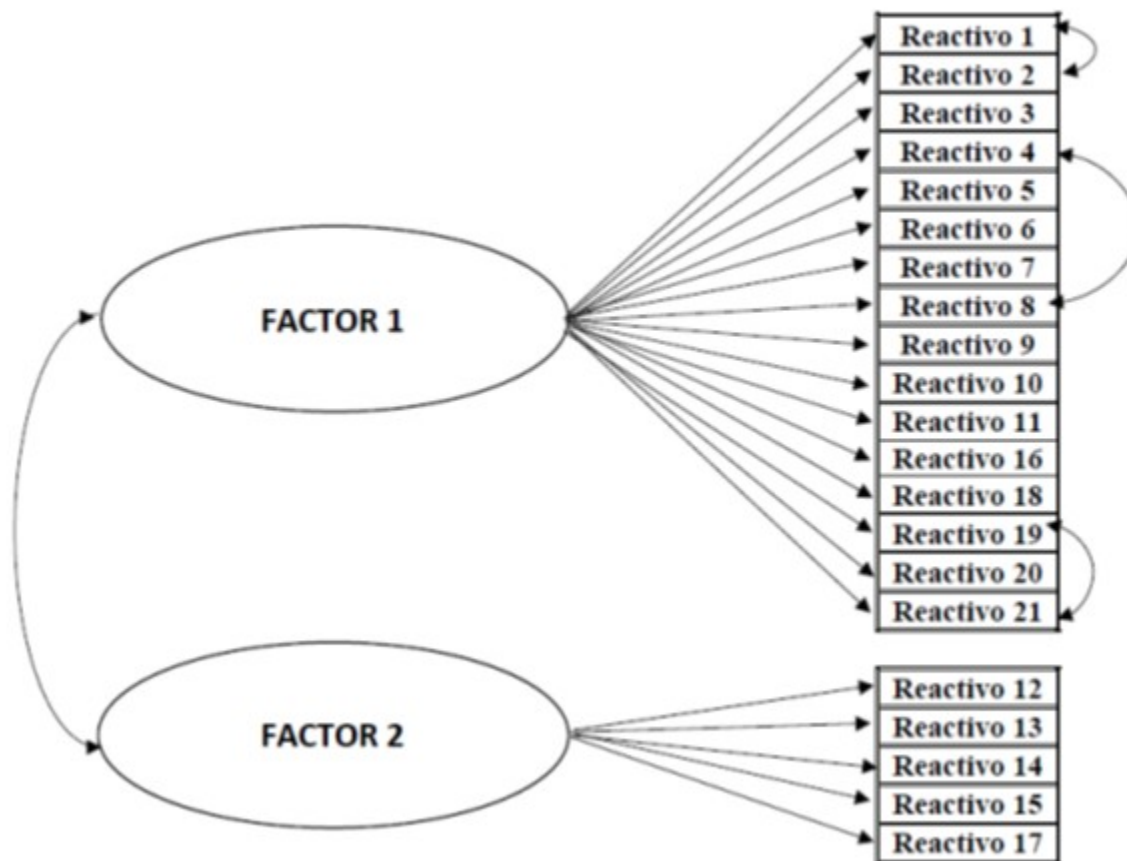 Reactivo 1
Reactivo 2
Reactivo 3
Reactivo 4
Reactivo 5
Reactivo 6
Reactivo 7
Reactivo 8
Reactivo 9
Reactivo 10
Reactivo 11
Reactivo 16
Reactivo 18
Reactivo 19
Reactivo 20
Reactivo 21
FACTOR 1
Reactivo 12
Reactivo 13
Reactivo 14
Reactivo 15
Reactivo 17
FACTOR 2